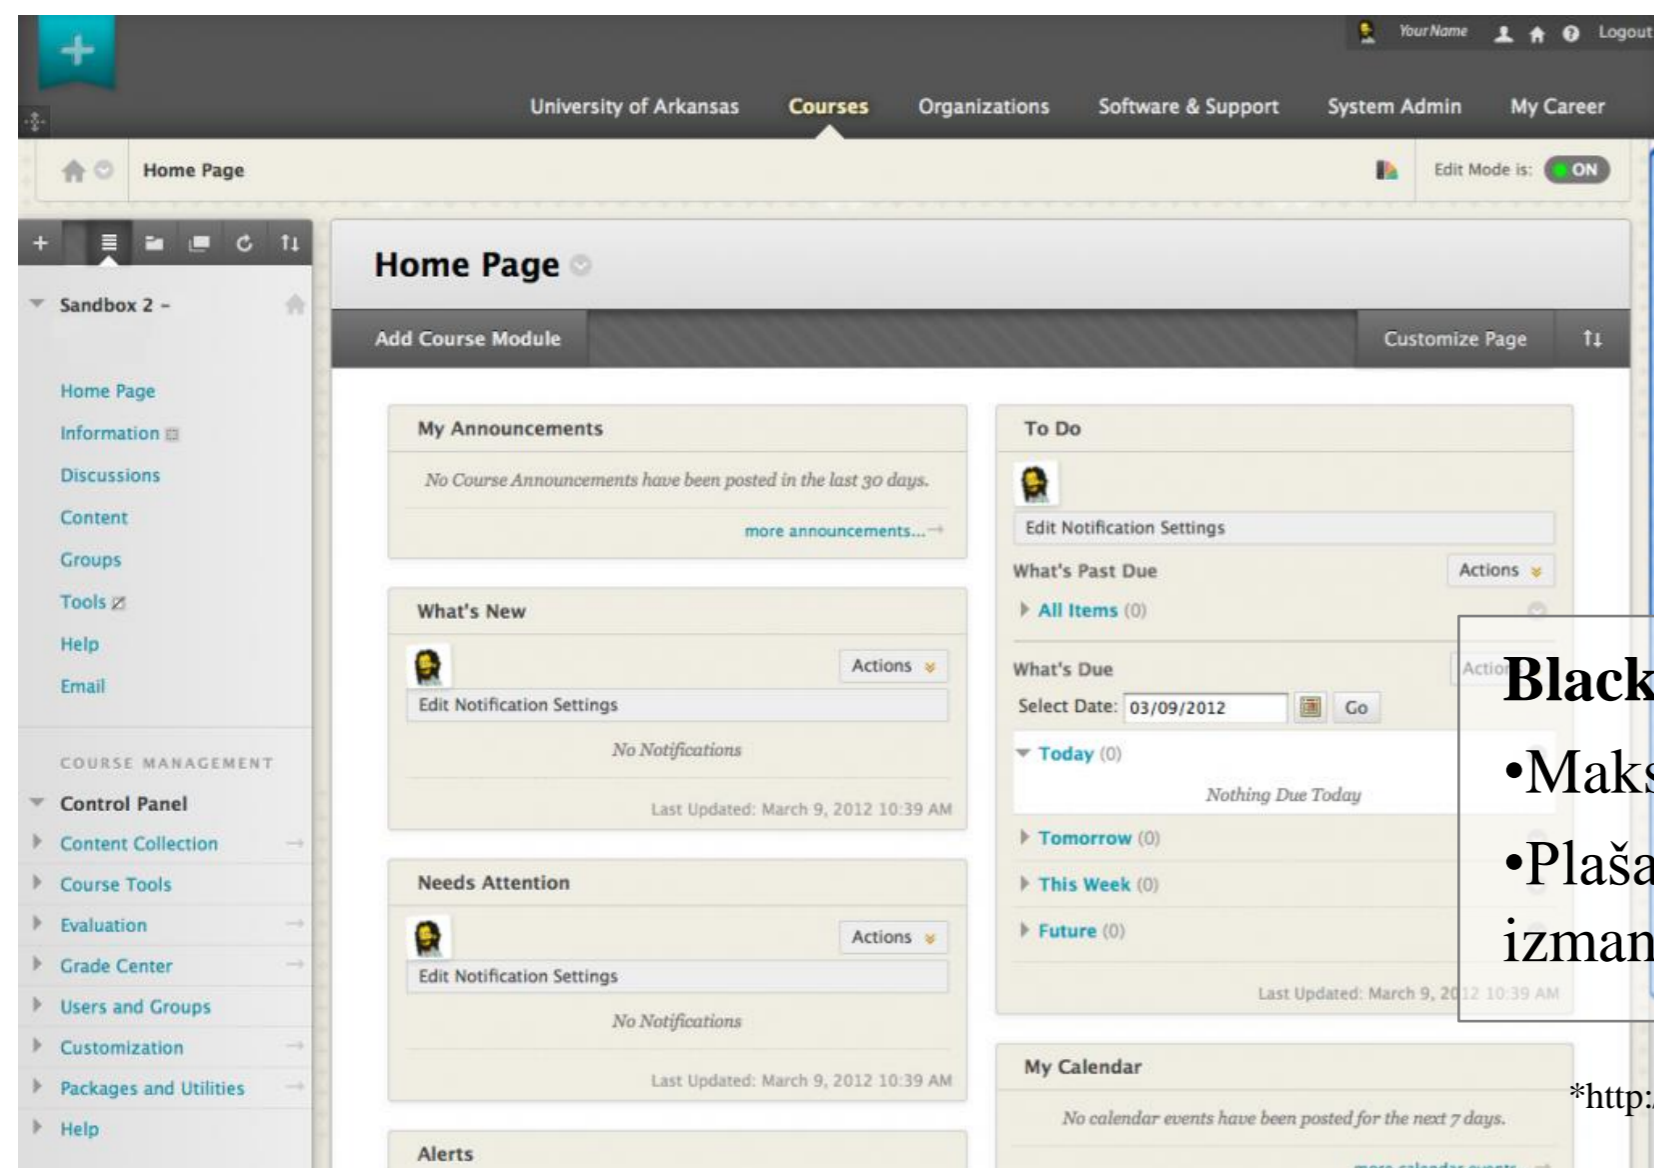 YourName Logout
University of Arkansas Courses Organizations Software & Support System Admin My Career
Home Page Edit Mode is: ON
Home Page
Sandbox 2 –
Add Course Module Customize Page
Home Page
Information
Discussions
Content
Groups
Tools
Help
Email
COURSE MANAGEMENT
Control Panel
Content Collection
Course Tools
Evaluation
Grade Center
Users and Groups
Customization
Packages and Utilities
Help
My Announcements
No Course Announcements have been posted in the last 30 days.
more announcements...
What's New
Actions
Edit Notification Settings
No Notifications
Last Updated: March 9, 2012 10:39 AM
Needs Attention
Actions
Edit Notification Settings
No Notifications
Last Updated: March 9, 2012 10:39 AM
Alerts
To Do
Edit Notification Settings
What's Past Due Actions
All Items (0)
What's Due Actions
Select Date: 03/09/2012 Go
Today (0)
Nothing Due Today
Tomorrow (0)
This Week (0)
Future (0)
Last Updated: March 9, 2012 10:39 AM
My Calendar
No calendar events have been posted for the next 7 days.
more calendar events...
Black
•Maks
•Plaša
izman
*http:/